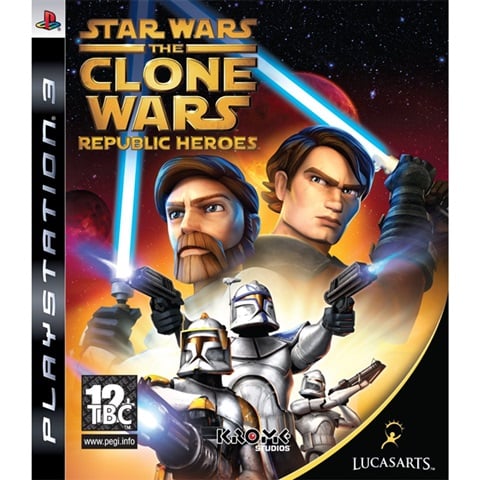 PLAYSTATION 3
STAR WARS
THE
CLONE
WARS
REPUBLIC HEROES
12+
TBC
www.pegi.info
KROME
STUDIOS
LUCASARTS